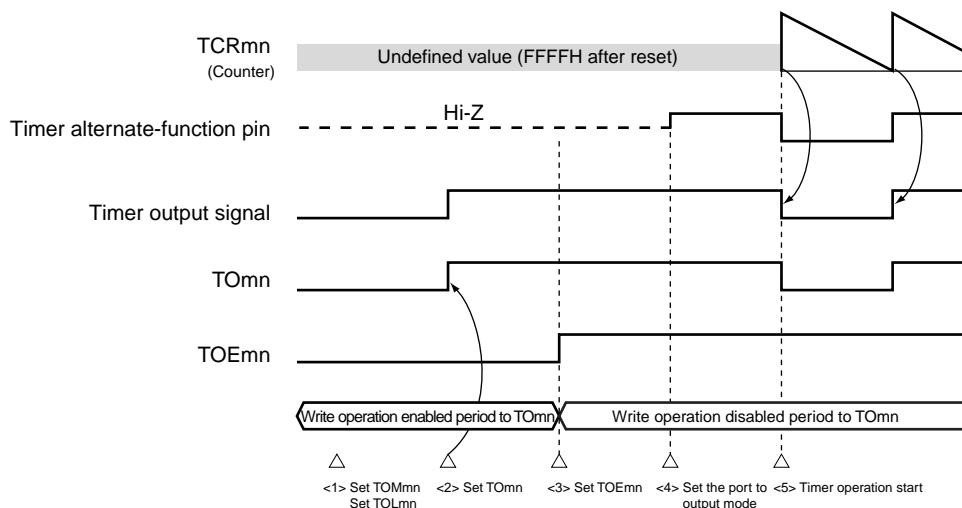 TCRmn
(Counter)
Undefined value (FFFFH after reset)
Hi-Z
Timer alternate-function pin
Timer output signal
TOmn
TOEmn
Write operation enabled period to TOmn
Write operation disabled period to TOmn
<1> Set TOMmn
Set TOLmn
<2> Set TOmn
<3> Set TOEmn
<4> Set the port to
output mode
<5> Timer operation start